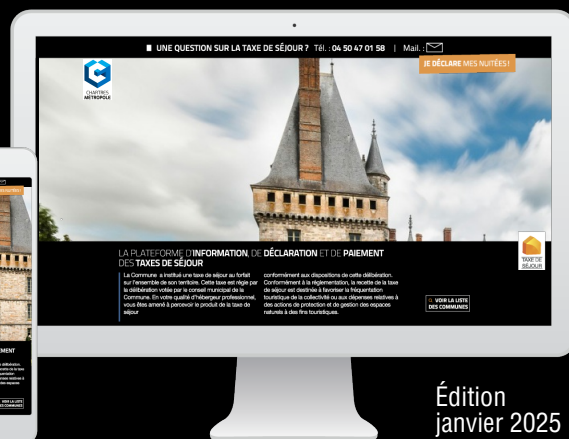 UNE QUESTION SUR LA TAXE DE SÉJOUR ? Tél. : 04 50 47 01 58 | Mail. :
JE DÉCLARE MES NUITÉES !
CHARTRES
MÉTROPOLE
LA PLATEFORME D'INFORMATION, DE DÉCLARATION ET DE PAIEMENT
DES TAXES DE SÉJOUR
La Commune a institué une taxe de séjour au forfait
sur l'ensemble de son territoire. Cette taxe est régie par
la délibération votée par le conseil municipal de la
Commune. En votre qualité d'hébergeur professionnel,
vous êtes amené à percevoir le produit de la taxe de
séjour
conformément aux dispositions de cette délibération.
Conformément à la réglementation, la recette de la taxe
de séjour est destinée à favoriser la fréquentation
touristique de la collectivité ou aux dépenses relatives à
des actions de protection et de gestion des espaces
naturels à des fins touristiques.
TAXE DE
SÉJOUR
VOIR LA LISTE
DES COMMUNES
VOIR LA LISTE
DES COMMUNES
Édition
janvier 2025